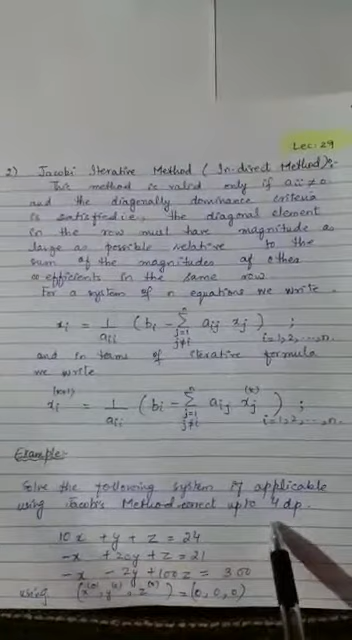 Lec: 29
2) Jacobi Iterative Method (In-direct Method):-
This method is valid only if aii ≠ 0
and the diagonally dominance criteria
is satisfied i.e., the diagonal element
in the row must have magnitude as
large as possible relative to the
sum of the magnitudes of other
coefficients in the same row.
For a system of n equations we write
xi = 1/aii (bi - Σ(j=1, j≠i)^n aij xj) ; i=1,2,...,n.
and in terms of iterative formula
we write
xi^(k+1) = 1/aii (bi - Σ(j=1, j≠i)^n aij xj^(k)) ; i=1,2,...,n.
Example:-
Solve the following system if applicable
using Jacobi's Method correct upto 4 dp.
10x + y + z = 24
-x + 20y + z = 21
-x - 2y + 100z = 300
using (x^(0), y^(0), z^(0)) = (0, 0, 0)